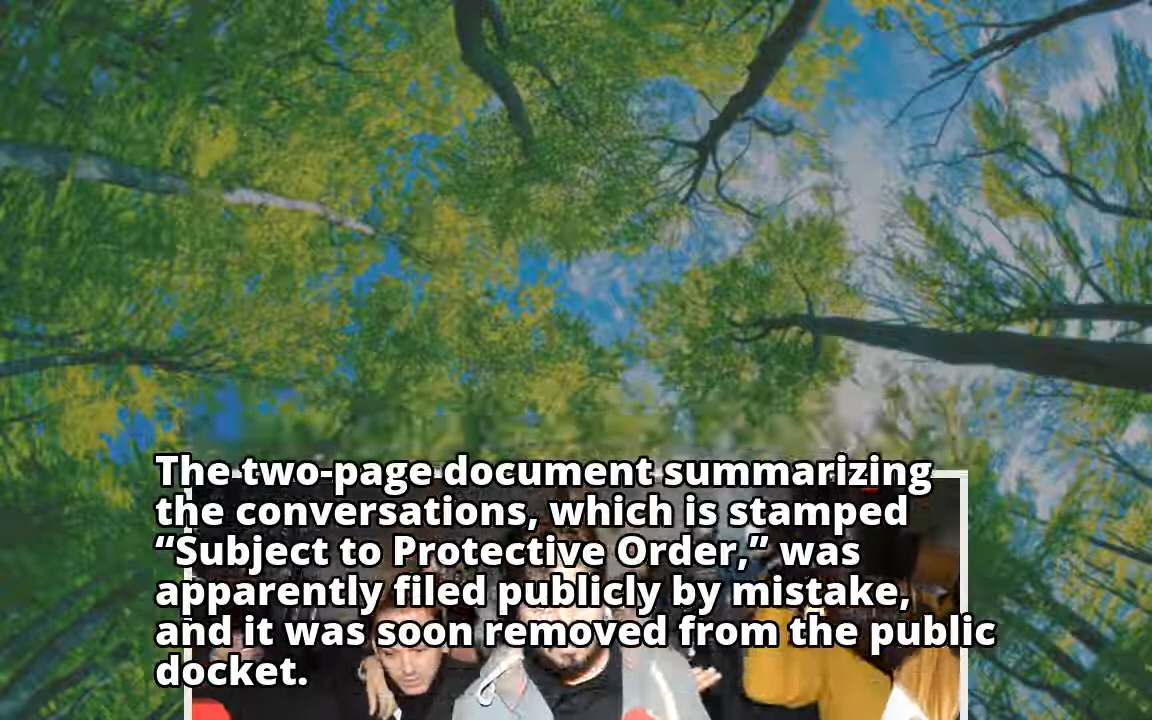 The two-page document summarizing
the conversations, which is stamped
“Subject to Protective Order,” was
apparently filed publicly by mistake,
and it was soon removed from the public
docket.